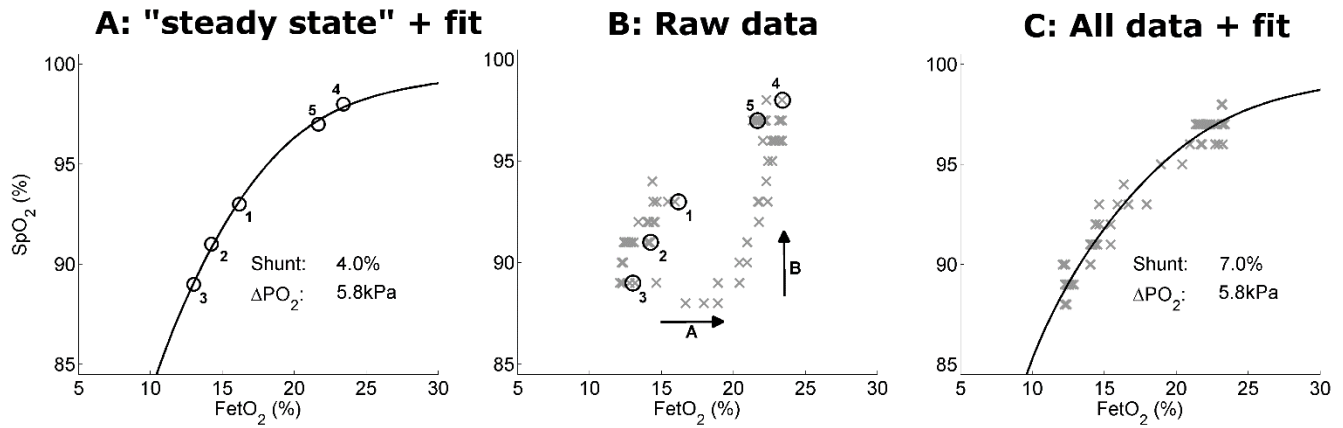 A: "steady state" + fit
100
95
90
85
SpO2 (%)
4
5
1
2
3
Shunt: 4.0%
ΔPO2: 5.8kPa
5 10 15 20 25 30
FetO2 (%)
B: Raw data
100
95
90
85
4
5
1
2
3
B
A
5 10 15 20 25 30
FetO2 (%)
C: All data + fit
100
95
90
85
Shunt: 7.0%
ΔPO2: 5.8kPa
5 10 15 20 25 30
FetO2 (%)